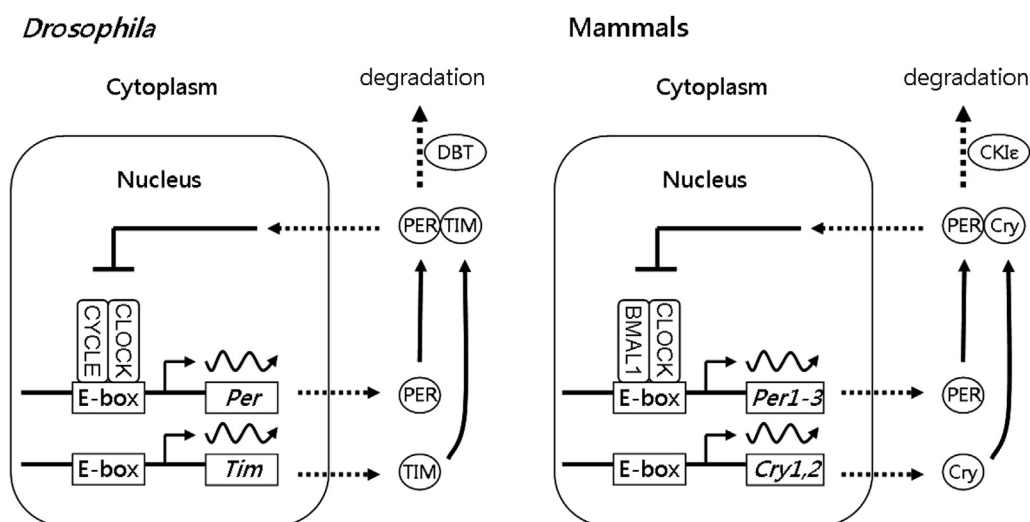 Drosophila
Cytoplasm
degradation
DBT
Nucleus
PER TIM
CYCLE
CLOCK
E-box
Per
PER
E-box
Tim
TIM
Mammals
Cytoplasm
degradation
CKIε
Nucleus
PER Cry
BMAL1
CLOCK
E-box
Per1-3
PER
E-box
Cry1,2
Cry